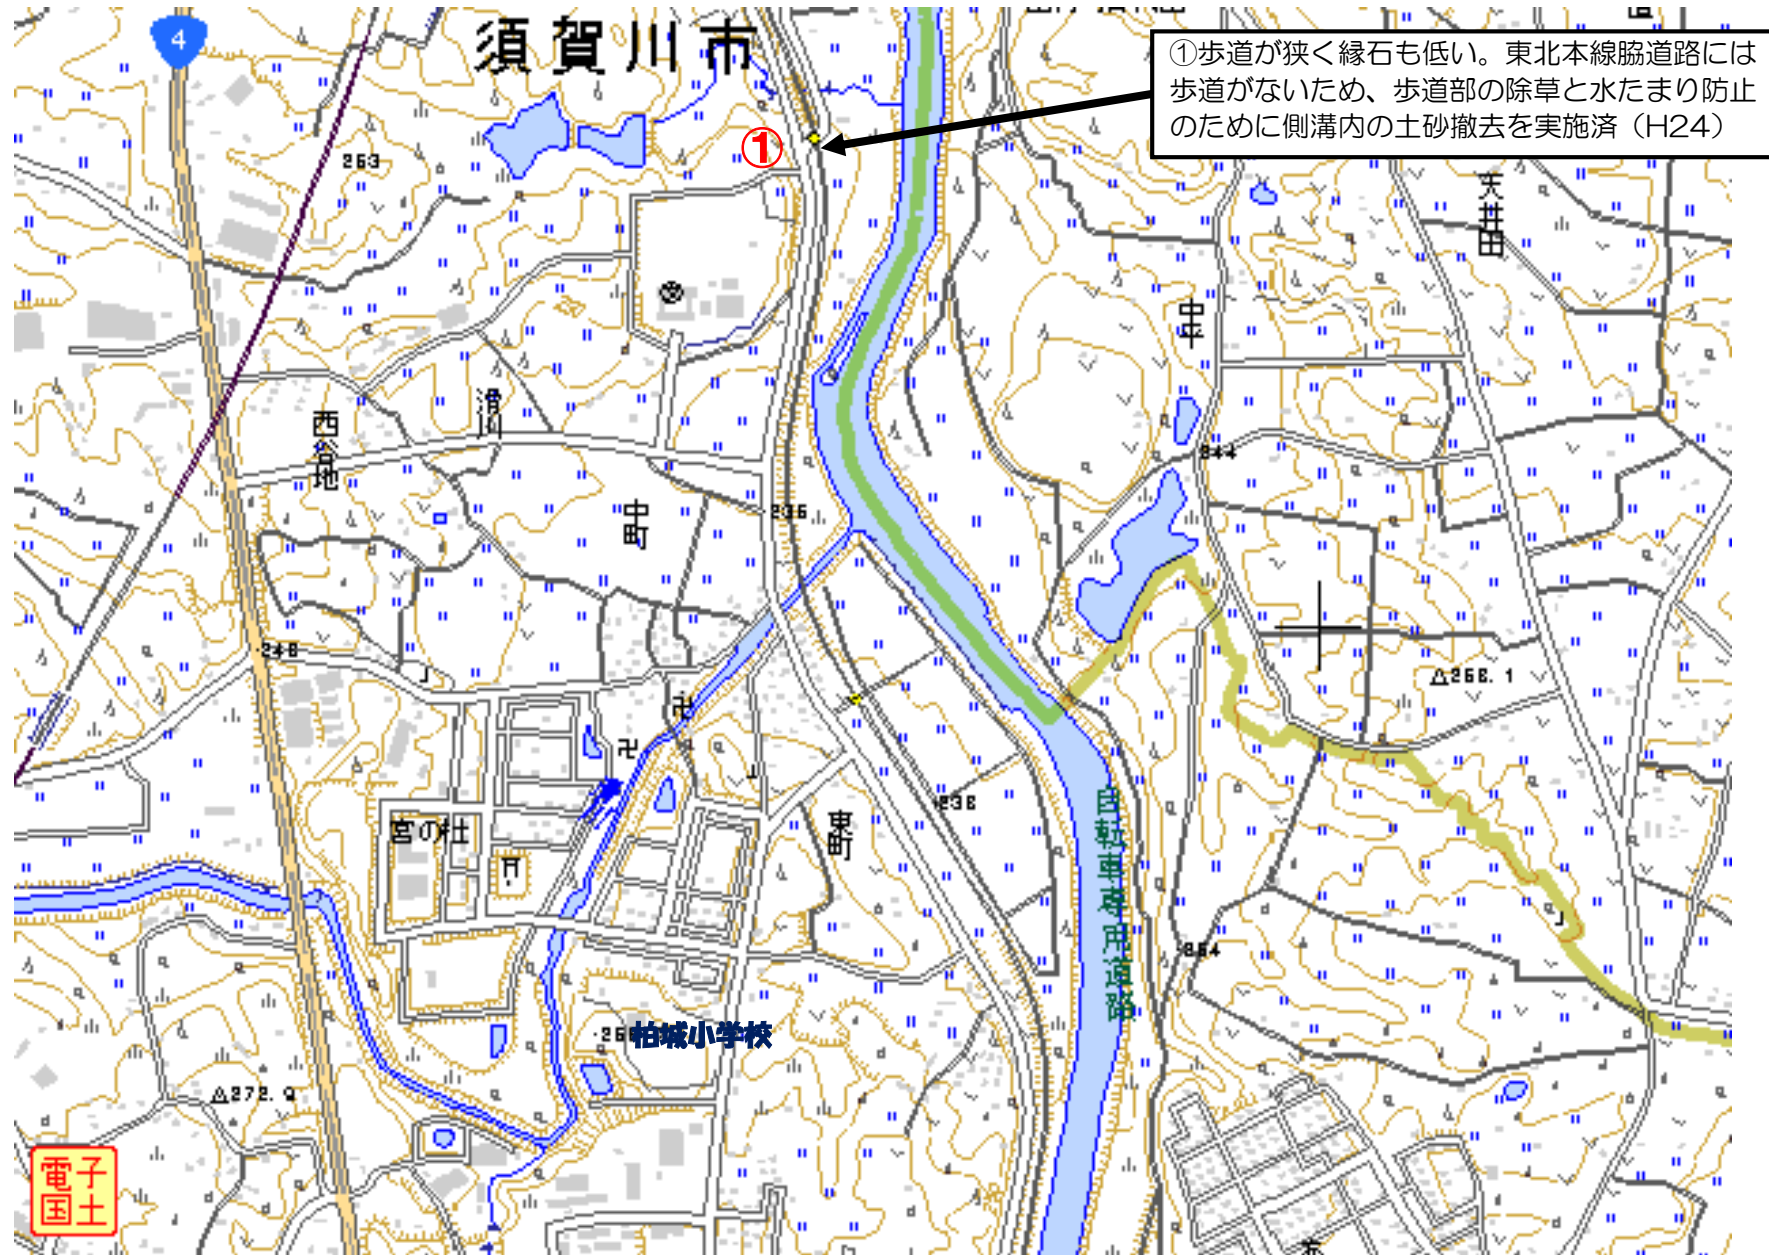 4
須賀川市
①歩道が狭く縁石も低い。東北本線脇道路には
歩道がないため、歩道部の除草と水たまり防止
のために側溝内の土砂撤去を実施済（H24）
①
263
天井田
中平
滑川
西谷地
244
中町
236
246
△268.1
東町
236
宮の杜
自転車専用道路
264
柏城小学校
△272.9
電子
国土